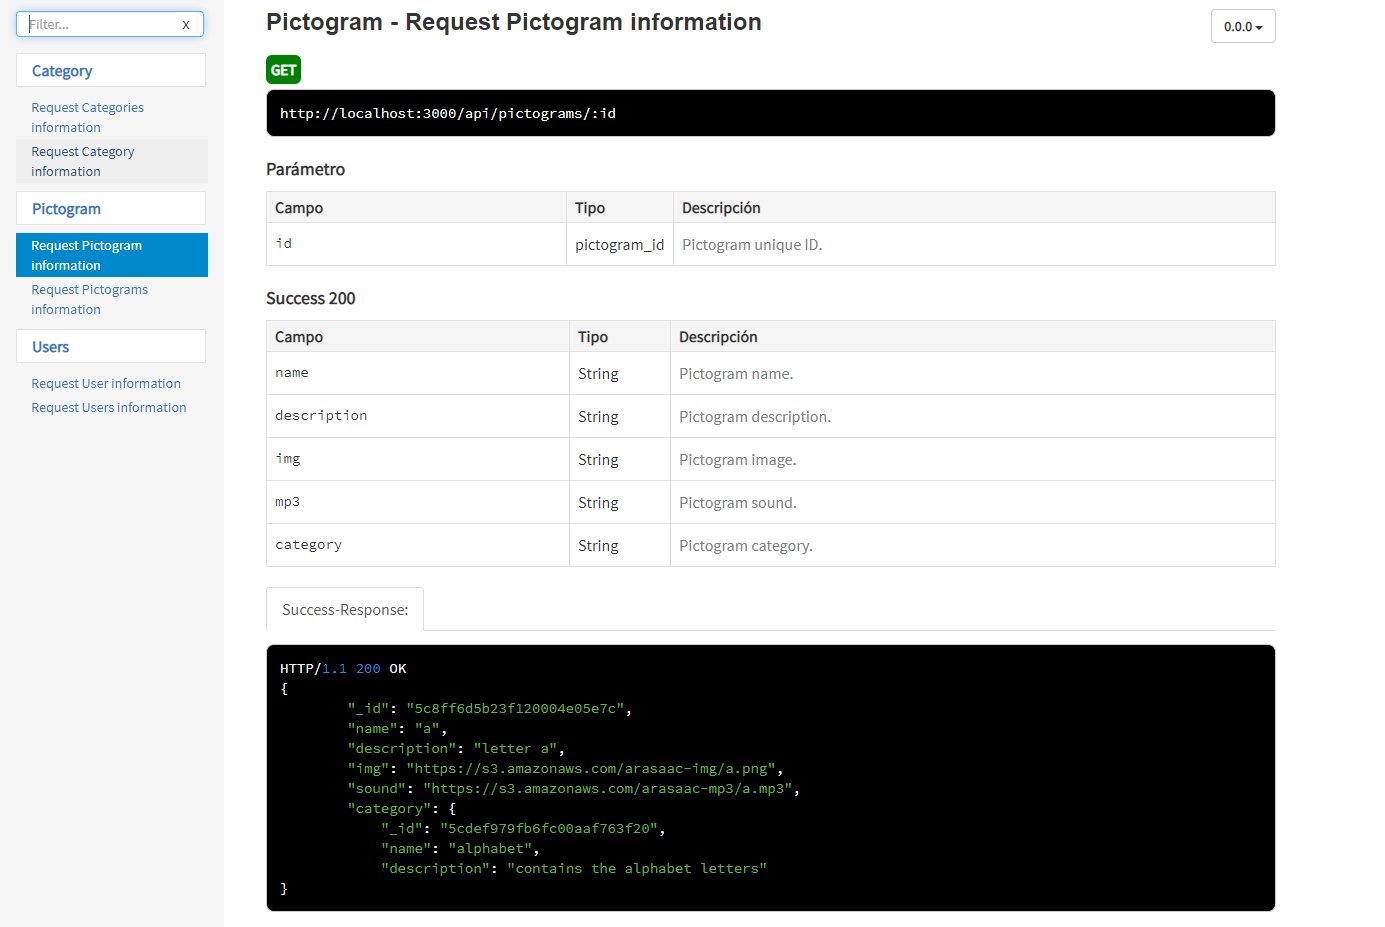 Filter... x
Category
Request Categories
information
Request Category
information
Pictogram
Request Pictogram
information
Request Pictograms
information
Users
Request User information
Request Users information
Pictogram - Request Pictogram information
0.0.0
GET
http://localhost:3000/api/pictograms/:id
Parámetro
Campo Tipo Descripción
id pictogram_id Pictogram unique ID.
Success 200
Campo Tipo Descripción
name String Pictogram name.
description String Pictogram description.
img String Pictogram image.
mp3 String Pictogram sound.
category String Pictogram category.
Success-Response:
HTTP/1.1 200 OK
{
"_id": "5c8ff6d5b23f120004e05e7c",
"name": "a",
"description": "letter a",
"img": "https://s3.amazonaws.com/arasaac-img/a.png",
"sound": "https://s3.amazonaws.com/arasaac-mp3/a.mp3",
"category": {
"_id": "5cdef979fb6fc00aaf763f20",
"name": "alphabet",
"description": "contains the alphabet letters"
}